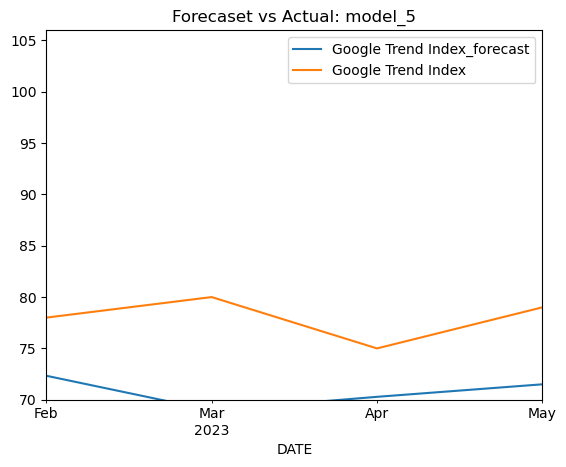 Forecaset vs Actual: model_5
Google Trend Index_forecast
Google Trend Index
105
100
95
90
85
80
75
70
Feb
Mar
Apr
May
2023
DATE